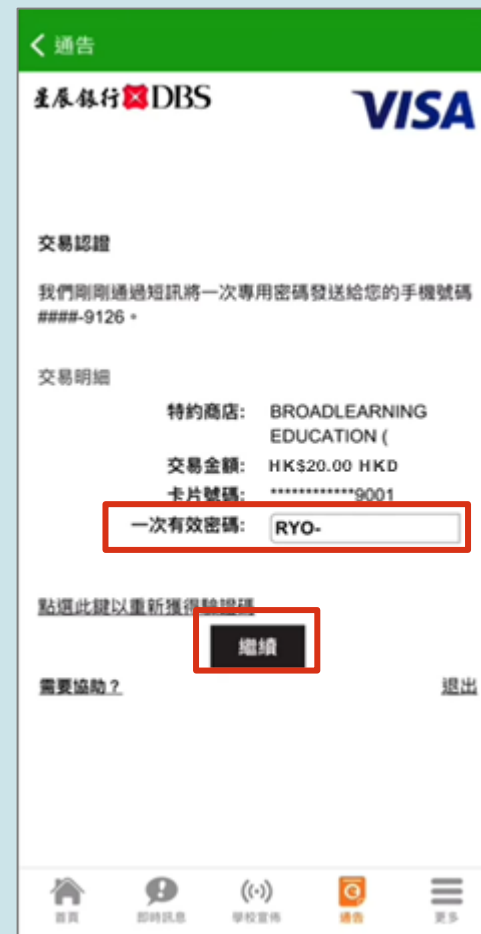 通告
星展銀行 DBS
VISA
交易認證
我們剛剛通過短訊將一次專用密碼發送給您的手機號碼
####-9126。
交易明細
特約商店: BROADLEARNING
EDUCATION (
交易金額: HK$20.00 HKD
卡片號碼: ************9001
一次有效密碼: RYO-
點選此鍵以重新獲得驗證碼
繼續
需要協助？ 退出
首頁 即時訊息 學校宣佈 通告 更多